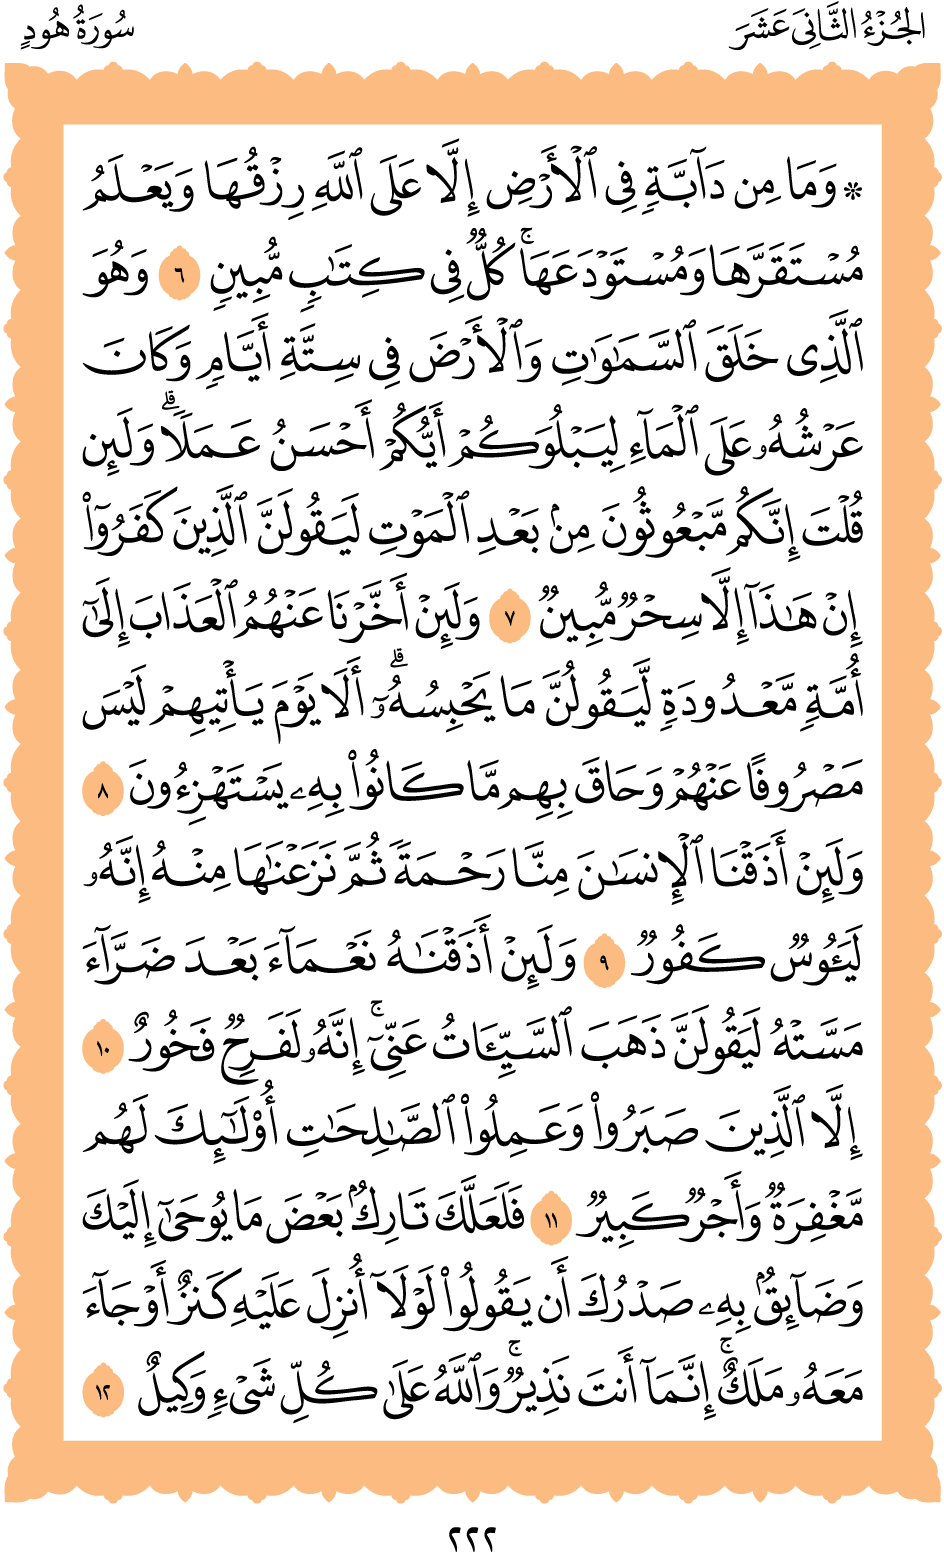 الجُزْءُ الثَّانِىَ عَشَرَ
سُورَةُ هُودٍ
۞ وَمَا مِن دَآبَّةٍ فِى ٱلْأَرْضِ إِلَّا عَلَى ٱللَّهِ رِزْقُهَا وَيَعْلَمُ
مُسْتَقَرَّهَا وَمُسْتَوْدَعَهَا ۚ كُلٌّ فِى كِتَـٰبٍ مُّبِينٍ ٦ وَهُوَ
ٱلَّذِى خَلَقَ ٱلسَّمَـٰوَٰتِ وَٱلْأَرْضَ فِى سِتَّةِ أَيَّامٍ وَكَانَ
عَرْشُهُۥ عَلَى ٱلْمَآءِ لِيَبْلُوَكُمْ أَيُّكُمْ أَحْسَنُ عَمَلًا ۗ وَلَئِن
قُلْتَ إِنَّكُم مَّبْعُوثُونَ مِنۢ بَعْدِ ٱلْمَوْتِ لَيَقُولَنَّ ٱلَّذِينَ كَفَرُوٓا۟
إِنْ هَـٰذَآ إِلَّا سِحْرٌ مُّبِينٌ ٧ وَلَئِنْ أَخَّرْنَا عَنْهُمُ ٱلْعَذَابَ إِلَىٰٓ
أُمَّةٍ مَّعْدُودَةٍ لَّيَقُولُنَّ مَا يَحْبِسُهُۥٓ ۗ أَلَا يَوْمَ يَأْتِيهِمْ لَيْسَ
مَصْرُوفًا عَنْهُمْ وَحَاقَ بِهِم مَّا كَانُوا۟ بِهِۦ يَسْتَهْزِءُونَ ٨
وَلَئِنْ أَذَقْنَا ٱلْإِنسَـٰنَ مِنَّا رَحْمَةً ثُمَّ نَزَعْنَـٰهَا مِنْهُ إِنَّهُۥ
لَيَـُٔوسٌ كَفُورٌ ٩ وَلَئِنْ أَذَقْنَـٰهُ نَعْمَآءَ بَعْدَ ضَرَّآءَ
مَسَّتْهُ لَيَقُولَنَّ ذَهَبَ ٱلسَّيِّـَٔاتُ عَنِّىٓ ۚ إِنَّهُۥ لَفَرِحٌ فَخُورٌ ١٠
إِلَّا ٱلَّذِينَ صَبَرُوا۟ وَعَمِلُوا۟ ٱلصَّـٰلِحَـٰتِ أُو۟لَـٰٓئِكَ لَهُم
مَّغْفِرَةٌ وَأَجْرٌ كَبِيرٌ ١١ فَلَعَلَّكَ تَارِكٌۢ بَعْضَ مَا يُوحَىٰٓ إِلَيْكَ
وَضَآئِقٌۢ بِهِۦ صَدْرُكَ أَن يَقُولُوا۟ لَوْلَآ أُنزِلَ عَلَيْهِ كَنزٌ أَوْ جَآءَ
مَعَهُۥ مَلَكٌ ۚ إِنَّمَآ أَنتَ نَذِيرٌ ۚ وَٱللَّهُ عَلَىٰ كُلِّ شَىْءٍ وَكِيلٌ ١٢
٢٢٢